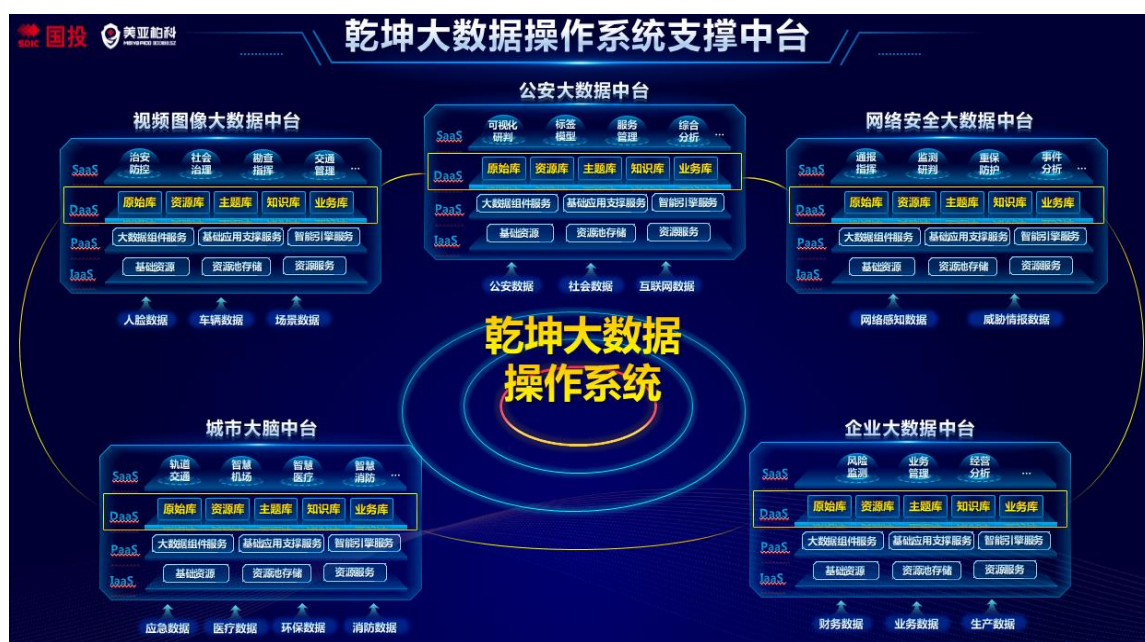 SDIC 国投 美亚柏科
MEIYA PICO
乾坤大数据操作系统支撑中台
视频图像大数据中台
SaaS 治安防控 社会治理 勘查指挥 交通管理 ...
DaaS 原始库 资源库 主题库 知识库 业务库
PaaS 大数据组件服务 基础应用支撑服务 智能引擎服务
IaaS 基础资源 资源池存储 资源服务
人脸数据 车辆数据 场景数据
公安大数据中台
SaaS 可视化研判 标签模型 服务管理 综合分析 ...
DaaS 原始库 资源库 主题库 知识库 业务库
PaaS 大数据组件服务 基础应用支撑服务 智能引擎服务
IaaS 基础资源 资源池存储 资源服务
公安数据 社会数据 互联网数据
网络安全大数据中台
SaaS 通报指挥 监测研判 重保防护 事件分析 ...
DaaS 原始库 资源库 主题库 知识库 业务库
PaaS 大数据组件服务 基础应用支撑服务 智能引擎服务
IaaS 基础资源 资源池存储 资源服务
网络感知数据 威胁情报数据
乾坤大数据
操作系统
城市大脑中台
SaaS 轨道交通 智慧机场 智慧医疗 智慧消防 ...
DaaS 原始库 资源库 主题库 知识库 业务库
PaaS 大数据组件服务 基础应用支撑服务 智能引擎服务
IaaS 基础资源 资源池存储 资源服务
应急数据 医疗数据 环保数据 消防数据
企业大数据中台
SaaS 风险监测 业务管理 经营分析 ...
DaaS 原始库 资源库 主题库 知识库 业务库
PaaS 大数据组件服务 基础应用支撑服务 智能引擎服务
IaaS 基础资源 资源池存储 资源服务
财务数据 业务数据 生产数据